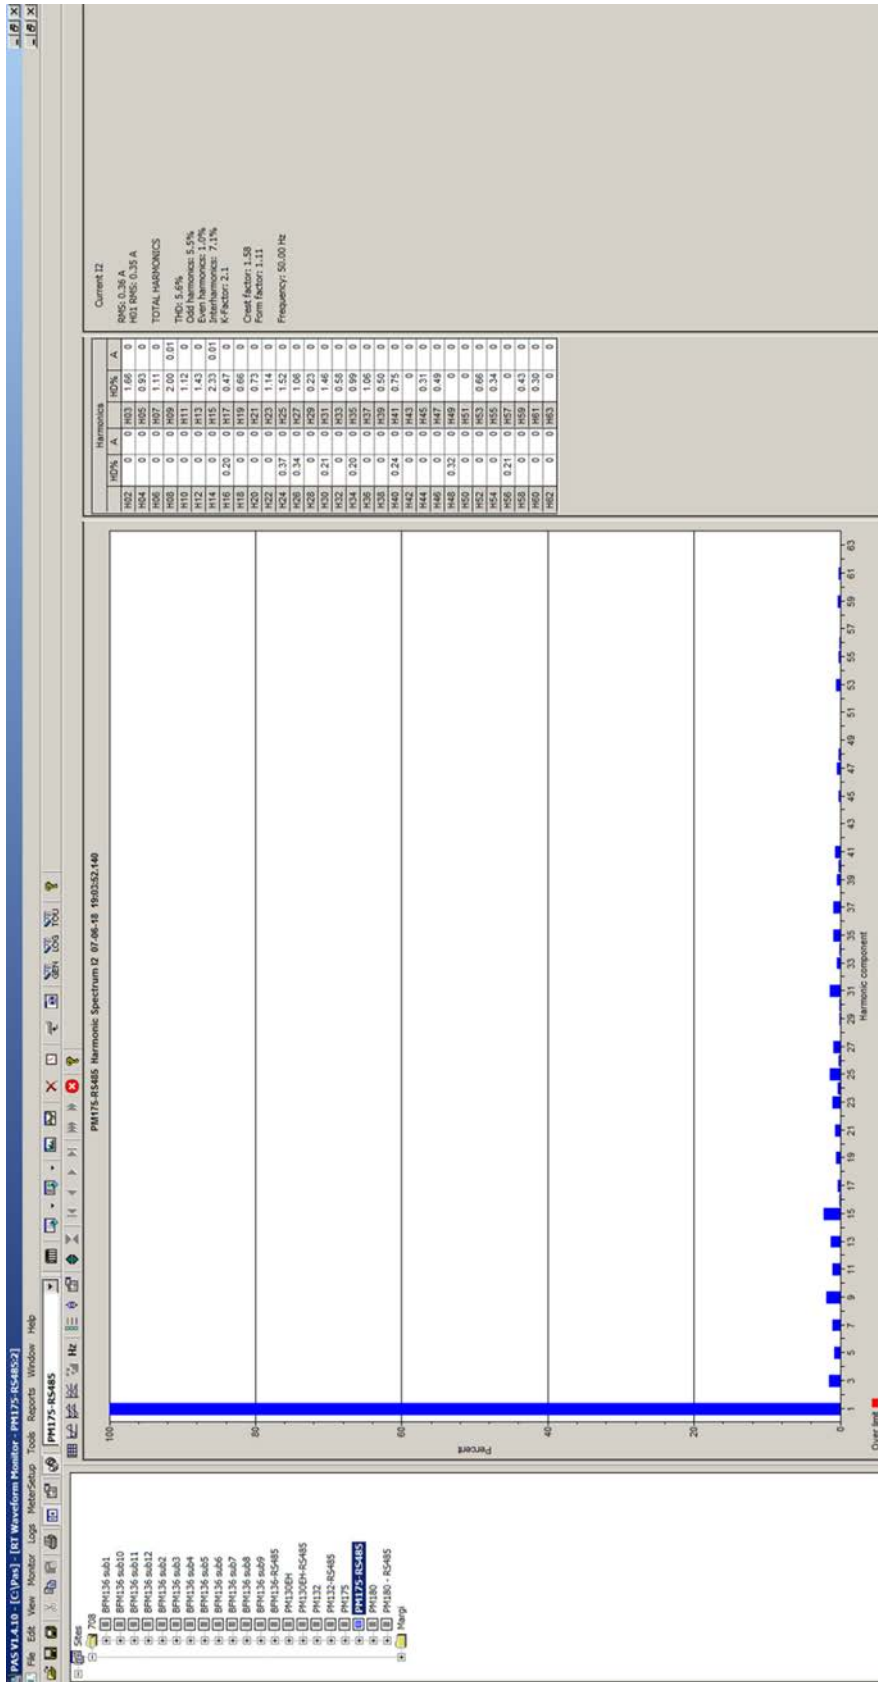 PAS V1.4.10 - [C:\Pas] - [RT Waveform Monitor - PM175-RS485:2]
File Edit View Monitor Logs MeterSetup Tools Reports Window Help
PM175-RS485
GEN LOG TOU
Hz
Sites
708
BFM136 sub1
BFM136 sub10
BFM136 sub11
BFM136 sub12
BFM136 sub2
BFM136 sub3
BFM136 sub4
BFM136 sub5
BFM136 sub6
BFM136 sub7
BFM136 sub8
BFM136 sub9
BFM136-RS485
PM130EH
PM130EH-RS485
PM132
PM132-RS485
PM175
PM175-RS485
PM180
PM180 - RS485
Margi
PM175-RS485 Harmonic Spectrum I2 07-06-18 19:03:52.140
100
80
60
40
20
0
Percent
1 3 5 7 9 11 13 15 17 19 21 23 25 27 29 31 33 35 37 39 41 43 45 47 49 51 53 55 57 59 61 63
Harmonic component
Over limit
Harmonics
HD% A HD% A
H02 0 0 H03 1.66 0
H04 0 0 H05 0.93 0
H06 0 0 H07 1.11 0
H08 0 0 H09 2.00 0.01
H10 0 0 H11 1.12 0
H12 0 0 H13 1.43 0
H14 0 0 H15 2.33 0.01
H16 0.20 0 H17 0.47 0
H18 0 0 H19 0.66 0
H20 0 0 H21 0.73 0
H22 0 0 H23 1.14 0
H24 0.37 0 H25 1.52 0
H26 0.34 0 H27 1.06 0
H28 0 0 H29 0.23 0
H30 0.21 0 H31 1.46 0
H32 0 0 H33 0.58 0
H34 0.20 0 H35 0.99 0
H36 0 0 H37 1.06 0
H38 0 0 H39 0.50 0
H40 0.24 0 H41 0.75 0
H42 0 0 H43 0 0
H44 0 0 H45 0.31 0
H46 0 0 H47 0.49 0
H48 0.32 0 H49 0 0
H50 0 0 H51 0 0
H52 0 0 H53 0.66 0
H54 0 0 H55 0.34 0
H56 0.21 0 H57 0 0
H58 0 0 H59 0.43 0
H60 0 0 H61 0.30 0
H62 0 0 H63 0 0
Current I2
RMS: 0.36 A
H01 RMS: 0.35 A
TOTAL HARMONICS
THD: 5.6%
Odd harmonics: 5.5%
Even harmonics: 1.0%
Interharmonics: 7.1%
K-Factor: 2.1
Crest factor: 1.58
Form factor: 1.11
Frequency: 50.00 Hz